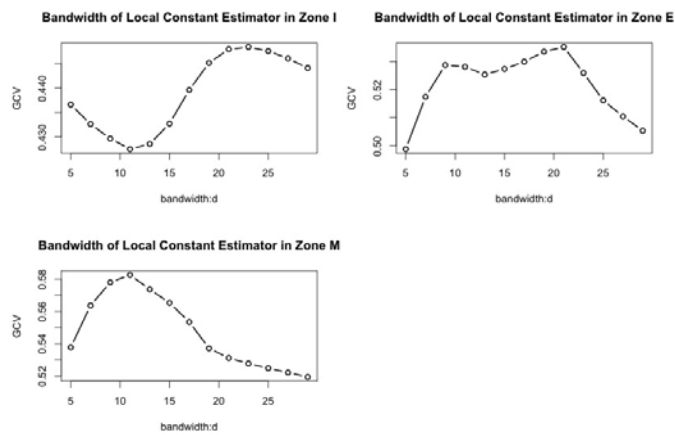 Bandwidth of Local Constant Estimator in Zone I
GCV
0.440
0.430
5 10 15 20 25
bandwidth:d
Bandwidth of Local Constant Estimator in Zone E
GCV
0.52
0.50
5 10 15 20 25
bandwidth:d
Bandwidth of Local Constant Estimator in Zone M
GCV
0.58
0.56
0.54
0.52
5 10 15 20 25
bandwidth:d